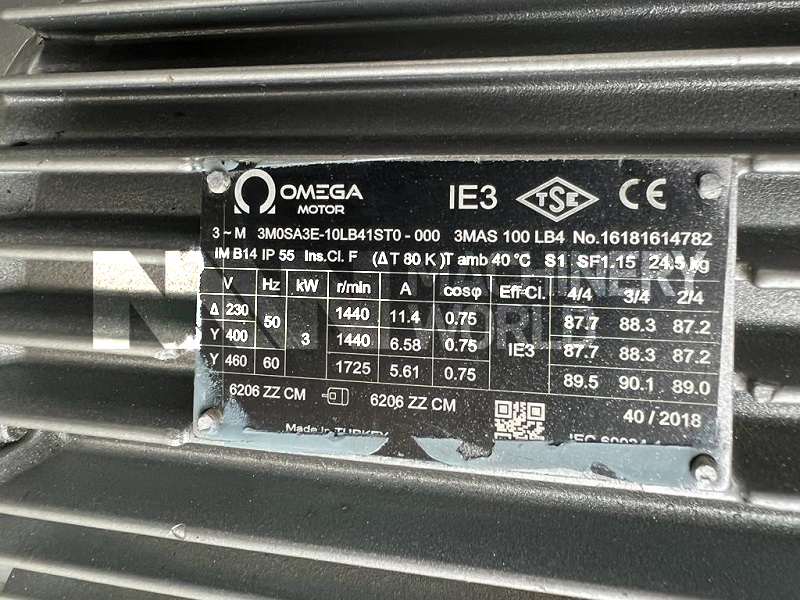 OMEGA MOTOR IE3 TSE CE
3 ~ M 3M0SA3E-10LB41ST0 - 000 3MAS 100 LB4 No.16181614782
IM B14 IP 55 Ins.Cl. F (ΔT 80 K)T amb 40 °C S1 SF1.15 24.5 kg
V Hz kW r/min A cosφ Eff-Cl. 4/4 3/4 2/4
Δ 230 50 3 1440 11.4 0.75 IE3 87.7 88.3 87.2
Y 400 1440 6.58 0.75 87.7 88.3 87.2
Y 460 60 1725 5.61 0.75 89.5 90.1 89.0
6206 ZZ CM 6206 ZZ CM 40 / 2018
Made in TURKEY IEC
MACHINERY
WORLD